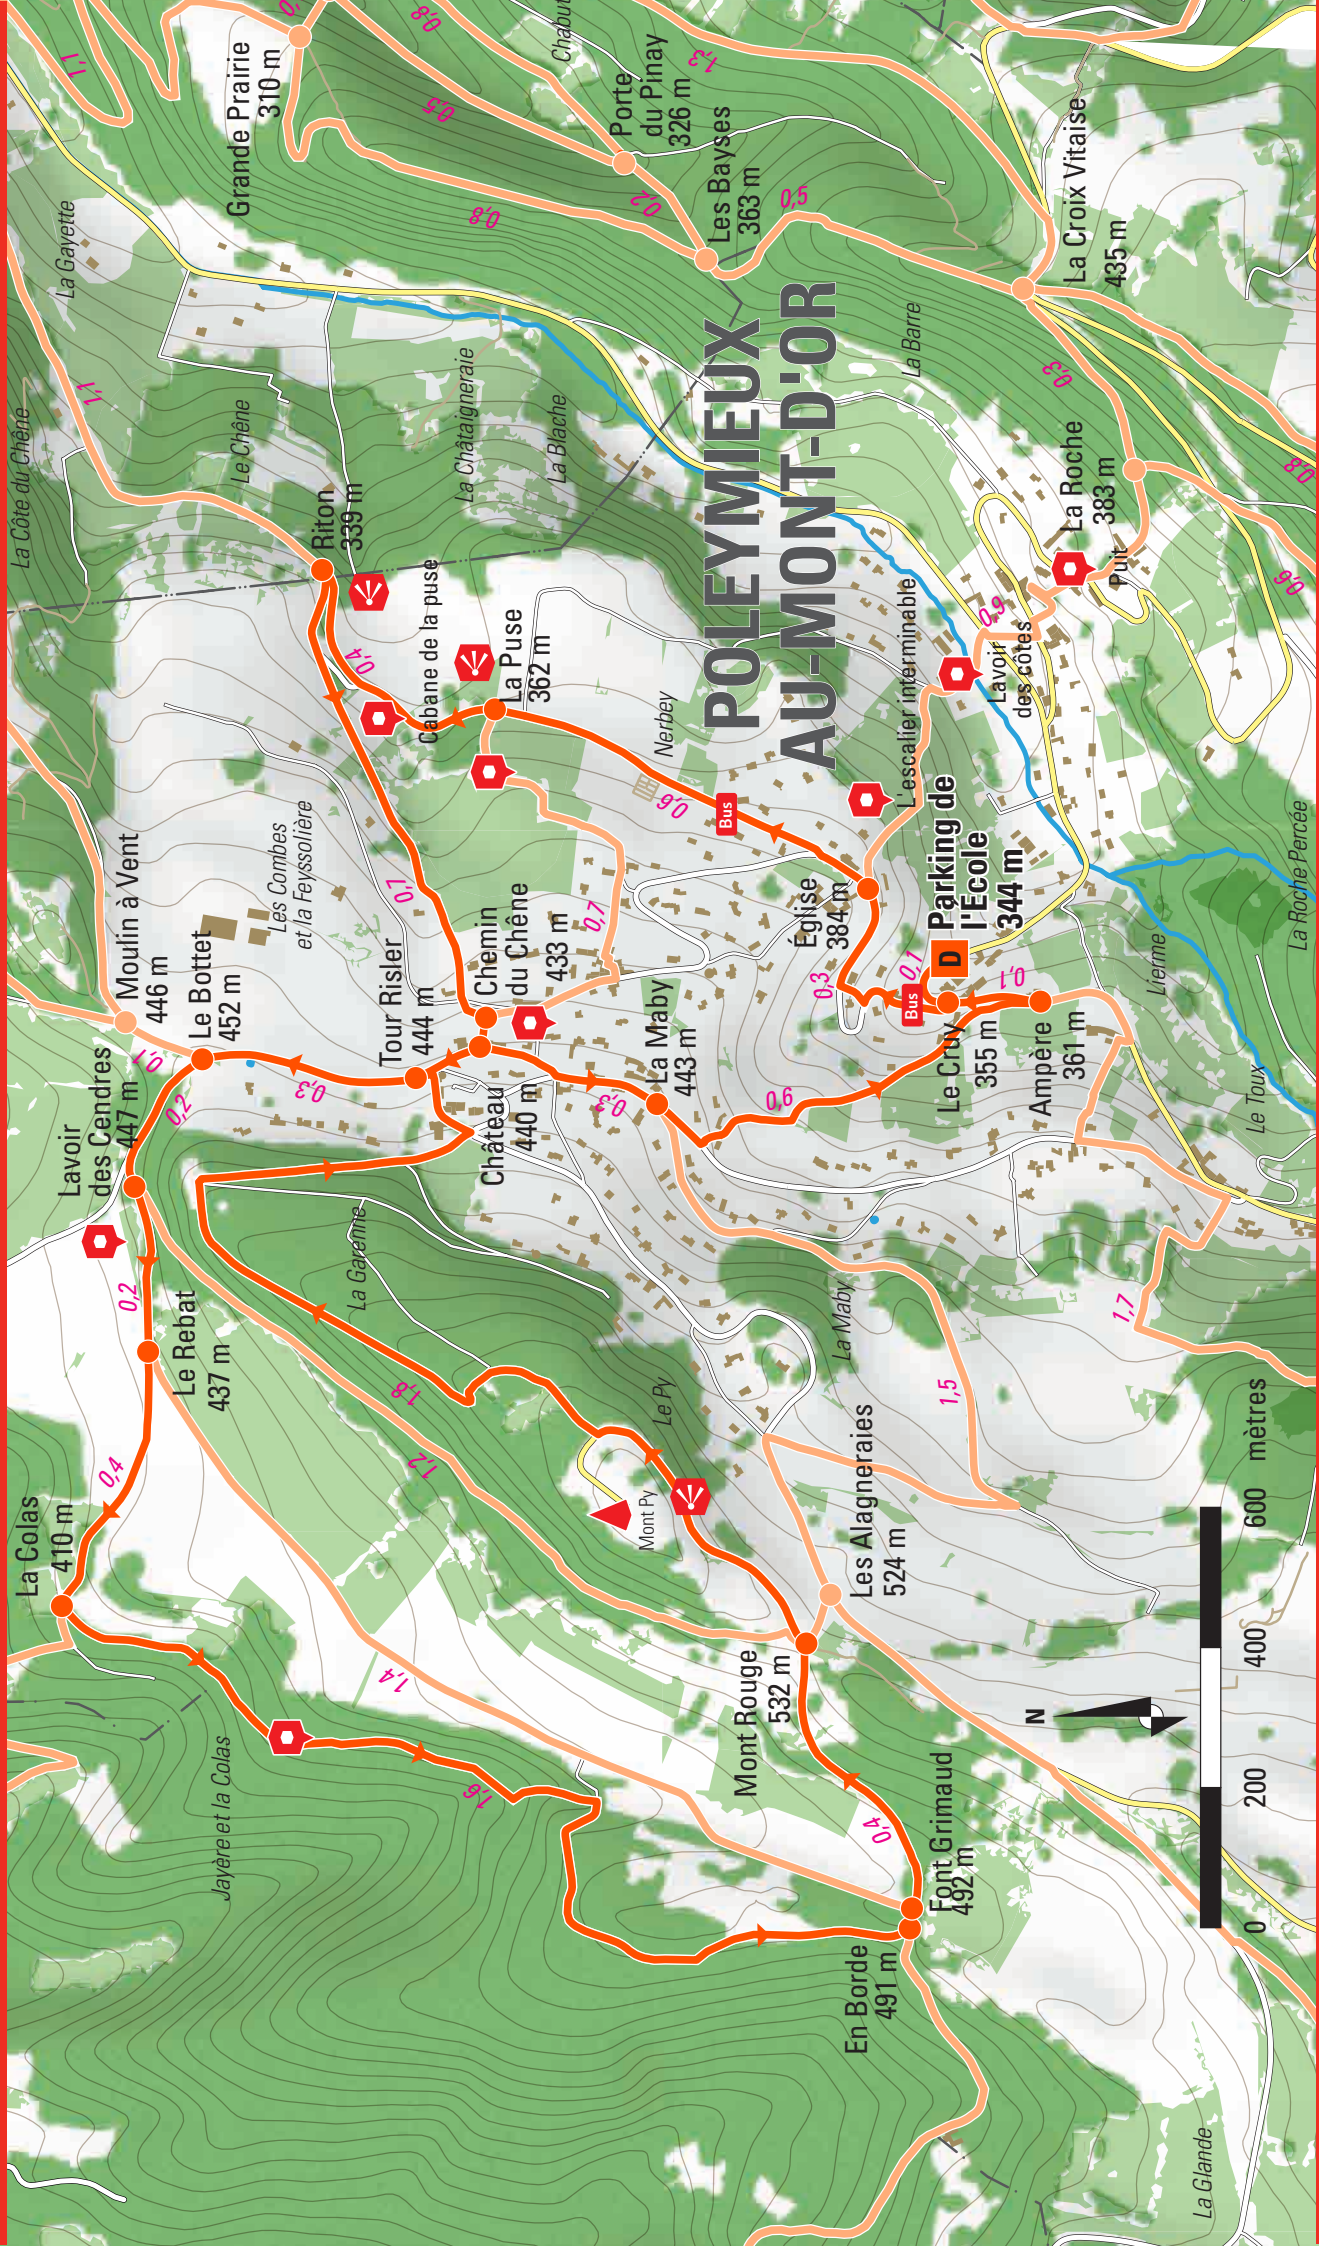 La Côte du Chêne
La Gayette
1,1
Grande Prairie
310 m
0,8
Chabut
Porte
du Pinay
326 m
1,3
0,5
0,2
0,8
Les Bayses
363 m
0,5
La Croix Vitaise
435 m
La Barre
0,3
1,1
Le Chêne
La Châtaigneraie
La Blache
POLEYMIEUX
AU-MONT-D'OR
La Roche
383 m
0,8
0,6
Puit
0,9
Lavoir
des côtes
Lescalier interminable
Riton
339 m
0,4
Cabane de la puse
La Puse
362 m
Nerbey
0,6
Bus
Église
384 m
Parking de
l'Ecole
344 m
D
0,3
0,1
Bus
0,1
Le Cruy
355 m
Ampère
361 m
Lierme
La Roche Percée
Le Toux
Moulin à Vent
446 m
Les Combes
et la Feyssolière
0,7
Le Bottet
452 m
0,1
Tour Risler
444 m
Chemin
du Chêne
433 m
0,7
La Maby
443 m
0,3
0,3
0,6
Château
440 m
Lavoir
des Cendres
447 m
0,2
0,2
Le Rebat
437 m
La Garenne
1,8
1,2
Le Py
Mont Py
La Maby
1,5
1,7
La Colas
410 m
0,4
Les Alagneraies
524 m
Mont Rouge
532 m
1,4
1,6
Jayère et la Colas
0,4
Font Grimaud
492 m
En Borde
491 m
La Glande
N
0
200
400
600
mètres